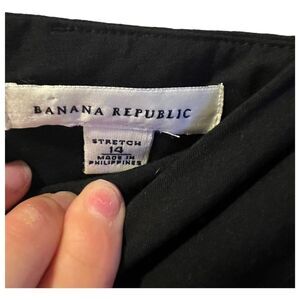 BANANA REPUBLIC
STRETCH
14
MADE IN
PHILIPPINES